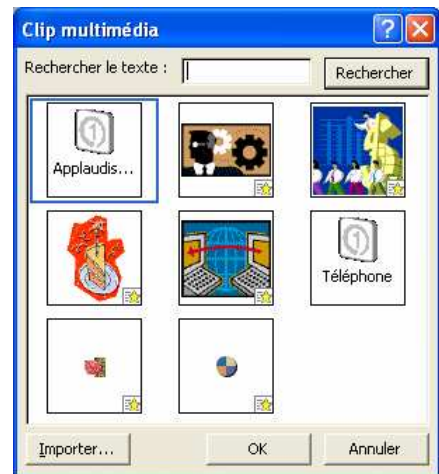 Clip multimédia
Rechercher le texte :
Rechercher
Applaudis...
Téléphone
Importer...
OK
Annuler